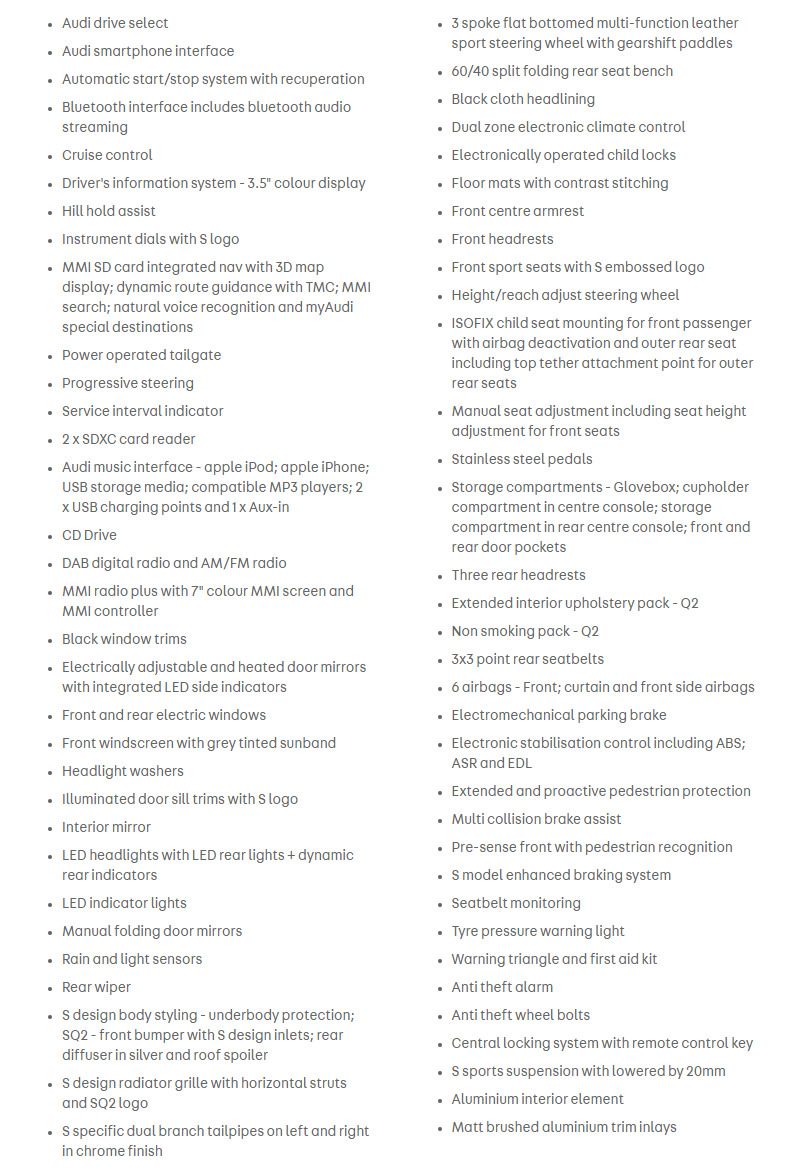 Audi drive select
Audi smartphone interface
Automatic start/stop system with recuperation
Bluetooth interface includes bluetooth audio
streaming
Cruise control
Driver's information system - 3.5" colour display
Hill hold assist
Instrument dials with S logo
MMI SD card integrated nav with 3D map
display; dynamic route guidance with TMC; MMI
search; natural voice recognition and myAudi
special destinations
Power operated tailgate
Progressive steering
Service interval indicator
2 x SDXC card reader
Audi music interface - apple iPod; apple iPhone;
USB storage media; compatible MP3 players; 2
x USB charging points and 1 x Aux-in
CD Drive
DAB digital radio and AM/FM radio
MMI radio plus with 7" colour MMI screen and
MMI controller
Black window trims
Electrically adjustable and heated door mirrors
with integrated LED side indicators
Front and rear electric windows
Front windscreen with grey tinted sunband
Headlight washers
Illuminated door sill trims with S logo
Interior mirror
LED headlights with LED rear lights + dynamic
rear indicators
LED indicator lights
Manual folding door mirrors
Rain and light sensors
Rear wiper
S design body styling - underbody protection;
SQ2 - front bumper with S design inlets; rear
diffuser in silver and roof spoiler
S design radiator grille with horizontal struts
and SQ2 logo
S specific dual branch tailpipes on left and right
in chrome finish
3 spoke flat bottomed multi-function leather
sport steering wheel with gearshift paddles
60/40 split folding rear seat bench
Black cloth headlining
Dual zone electronic climate control
Electronically operated child locks
Floor mats with contrast stitching
Front centre armrest
Front headrests
Front sport seats with S embossed logo
Height/reach adjust steering wheel
ISOFIX child seat mounting for front passenger
with airbag deactivation and outer rear seat
including top tether attachment point for outer
rear seats
Manual seat adjustment including seat height
adjustment for front seats
Stainless steel pedals
Storage compartments - Glovebox; cupholder
compartment in centre console; storage
compartment in rear centre console; front and
rear door pockets
Three rear headrests
Extended interior upholstery pack - Q2
Non smoking pack - Q2
3x3 point rear seatbelts
6 airbags - Front; curtain and front side airbags
Electromechanical parking brake
Electronic stabilisation control including ABS;
ASR and EDL
Extended and proactive pedestrian protection
Multi collision brake assist
Pre-sense front with pedestrian recognition
S model enhanced braking system
Seatbelt monitoring
Tyre pressure warning light
Warning triangle and first aid kit
Anti theft alarm
Anti theft wheel bolts
Central locking system with remote control key
S sports suspension with lowered by 20mm
Aluminium interior element
Matt brushed aluminium trim inlays